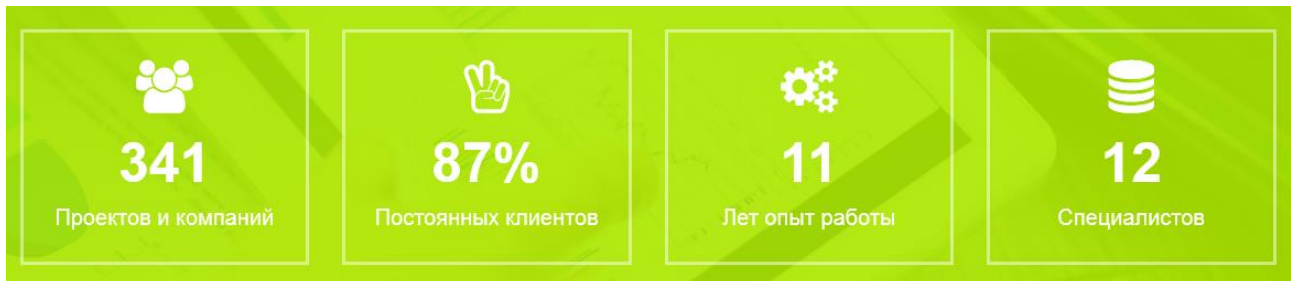 341
Проектов и компаний
87%
Постоянных клиентов
11
Лет опыт работы
12
Специалистов